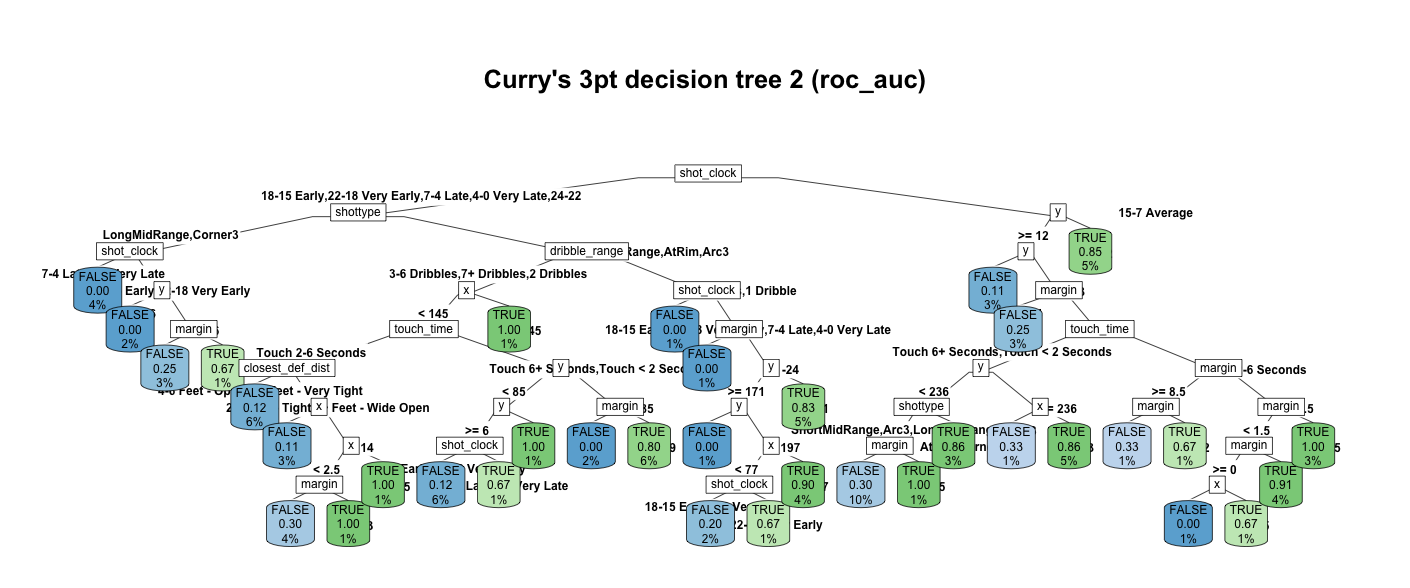 Curry's 3pt decision tree 2 (roc_auc)
shot_clock
18-15 Early,22-18 Very Early,7-4 Late,4-0 Very Late,24-22
shottype
y
15-7 Average
LongMidRange,Corner3
>= 12
shot_clock
dribble_range
Range,AtRim,Arc3
y
TRUE
0.85
5%
7-4 La
ery Late
3-6 Dribbles,7+ Dribbles,2 Dribbles
FALSE
0.00
4%
Early
y
-18 Very Early
x
shot_clock
,1 Dribble
FALSE
0.11
3%
margin
< 145
FALSE
0.00
2%
margin
touch_time
TRUE
1.00
1%
45
18-15 Ea
FALSE
0.00
1%
margin
,7-4 Late,4-0 Very Late
FALSE
0.25
3%
touch_time
FALSE
0.25
3%
TRUE
0.67
1%
Touch 2-6 Seconds
Touch 6+ Seconds,Touch < 2 Seconds
closest_def_dist
Touch 6+ S
y
onds,Touch < 2 Sec
FALSE
0.00
1%
y
-24
y
margin
-6 Seconds
eet - Very Tight
< 85
>= 171
< 236
>= 8.5
FALSE
0.12
6%
Tight
x
Feet - Wide Open
y
margin
35
y
TRUE
0.83
5%
shottype
x
= 236
margin
margin
.5
>= 6
< 1.5
FALSE
0.11
3%
x
14
shot_clock
TRUE
1.00
1%
FALSE
0.00
2%
TRUE
0.80
6%
9
FALSE
0.00
1%
x
197
margin
TRUE
0.86
3%
FALSE
0.33
1%
TRUE
0.86
5%
FALSE
0.33
1%
TRUE
0.67
1%
margin
TRUE
1.00
3%
5
< 2.5
< 77
>= 0
margin
TRUE
1.00
1%
5
FALSE
0.12
6%
TRUE
0.67
1%
ery Late
shot_clock
TRUE
0.90
4%
FALSE
0.30
10%
TRUE
1.00
1%
5
x
TRUE
0.91
4%
18-15 E
FALSE
0.30
4%
TRUE
1.00
1%
FALSE
0.20
2%
TRUE
0.67
1%
Early
FALSE
0.00
1%
TRUE
0.67
1%